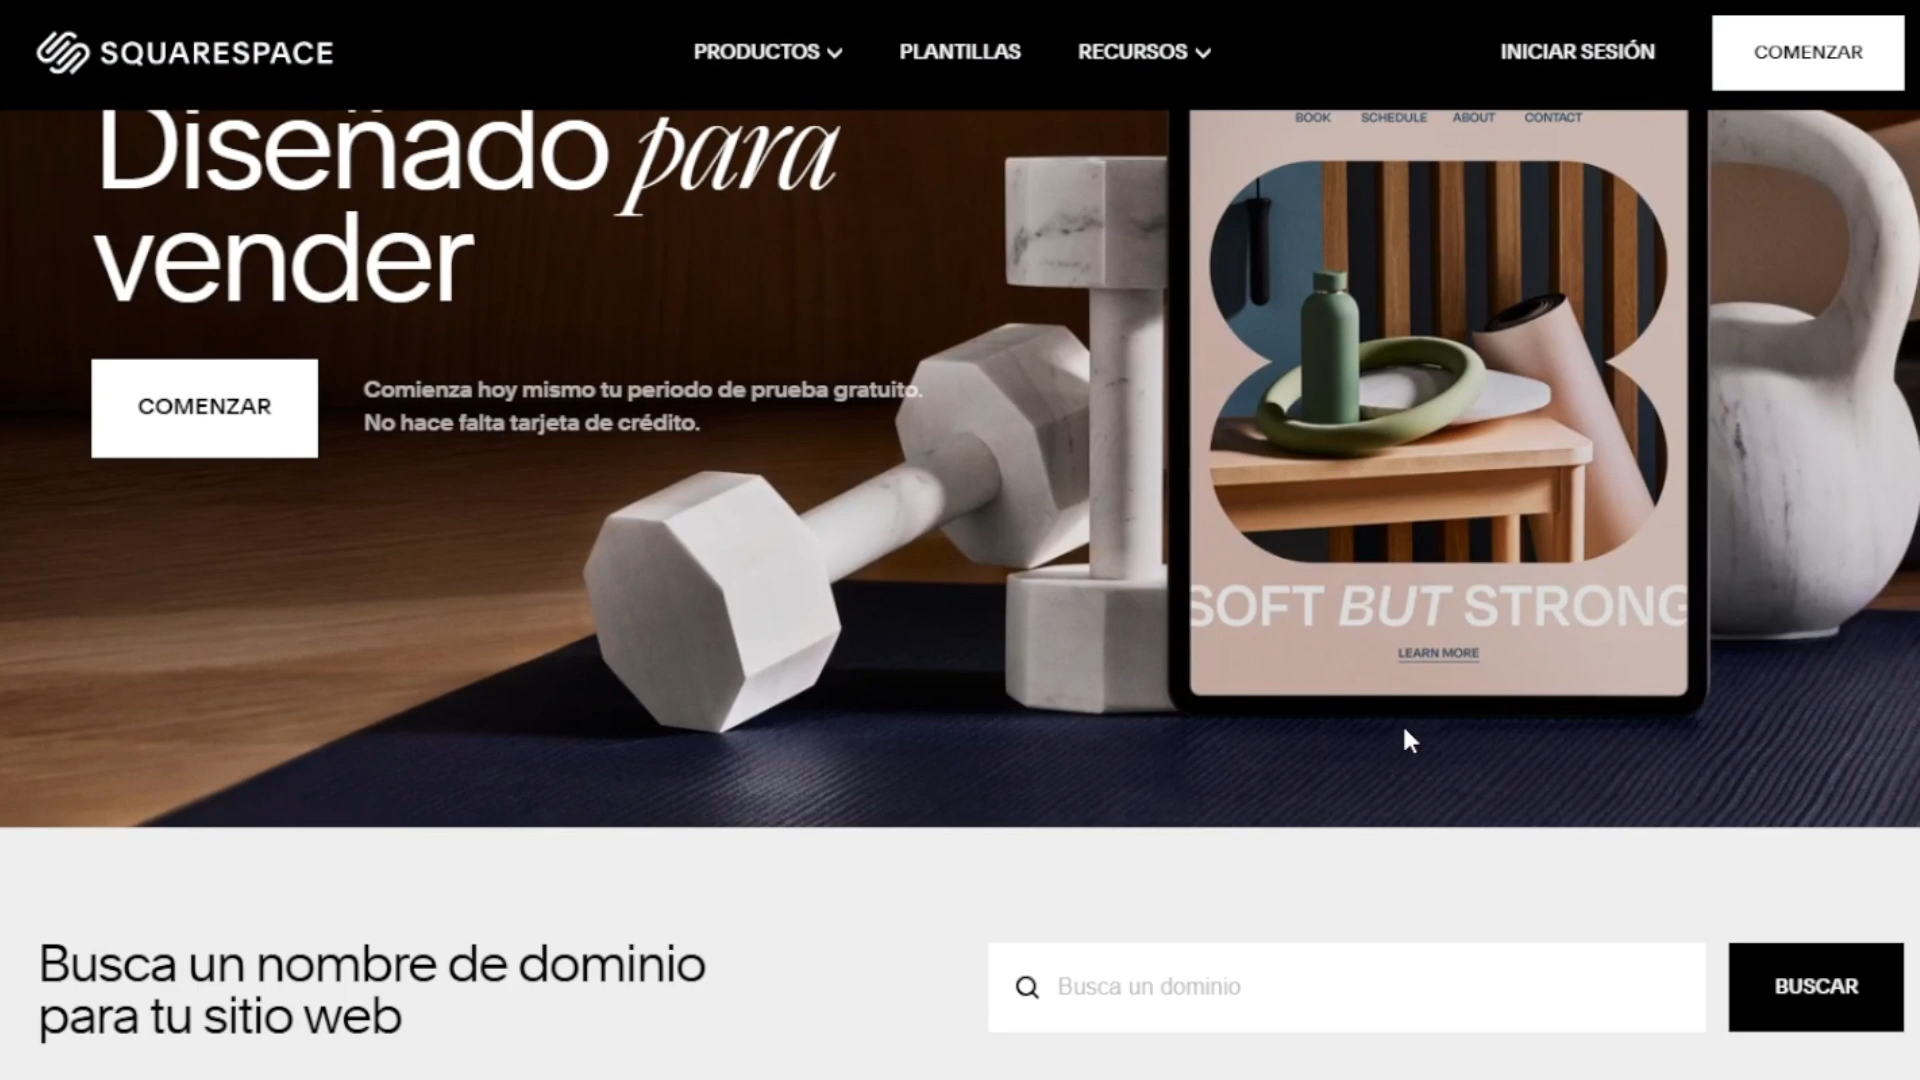 SQUARESPACE
PRODUCTOS
PLANTILLAS
RECURSOS
INICIAR SESIÓN
COMENZAR
Diseñado para
vender
COMENZAR
Comienza hoy mismo tu periodo de prueba gratuito.
No hace falta tarjeta de crédito.
BOOK SCHEDULE ABOUT CONTACT
SOFT BUT STRONG
LEARN MORE
Busca un nombre de dominio
para tu sitio web
Busca un dominio
BUSCAR